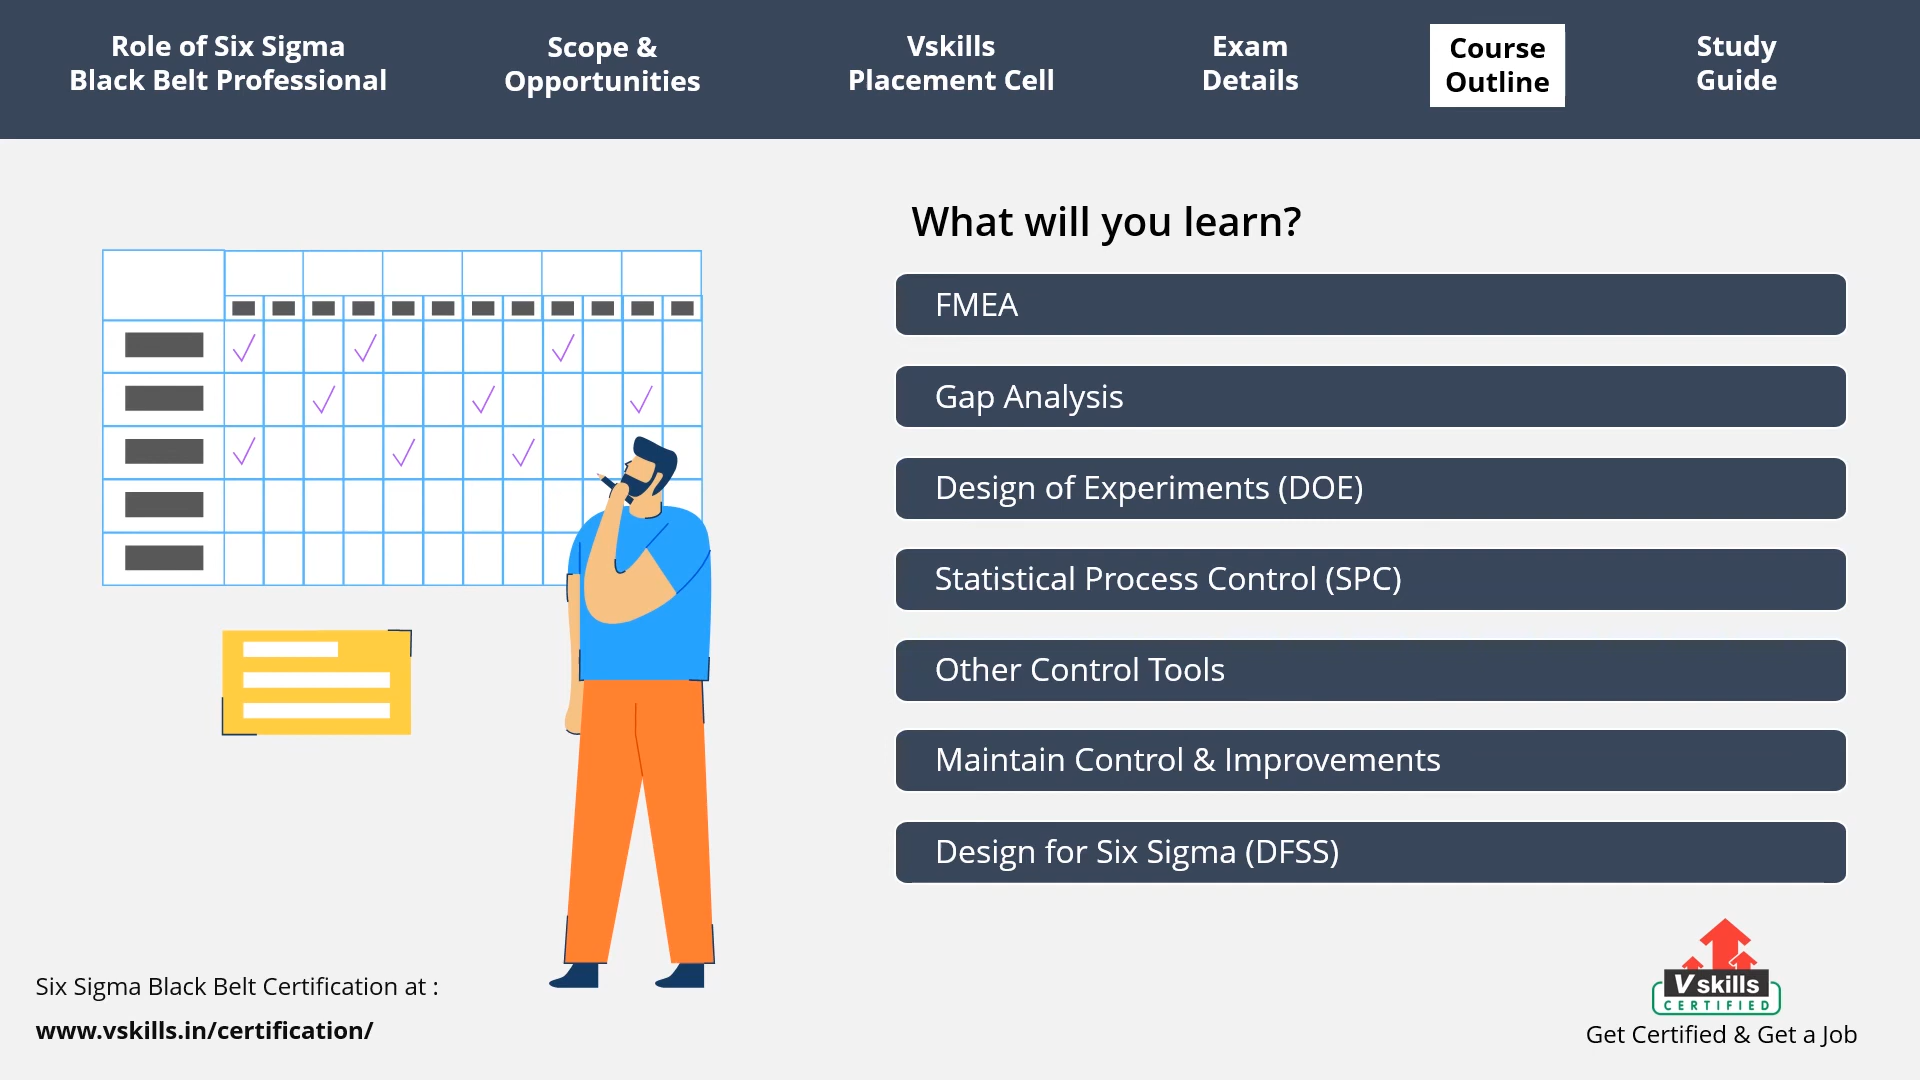 Role of Six Sigma
Black Belt Professional
Scope &
Opportunities
Vskills
Placement Cell
Exam
Details
Course
Outline
Study
Guide
What will you learn?
FMEA
Gap Analysis
Design of Experiments (DOE)
Statistical Process Control (SPC)
Other Control Tools
Maintain Control & Improvements
Design for Six Sigma (DFSS)
Six Sigma Black Belt Certification at :
www.vskills.in/certification/
Vskills
CERTIFIED
Get Certified & Get a Job